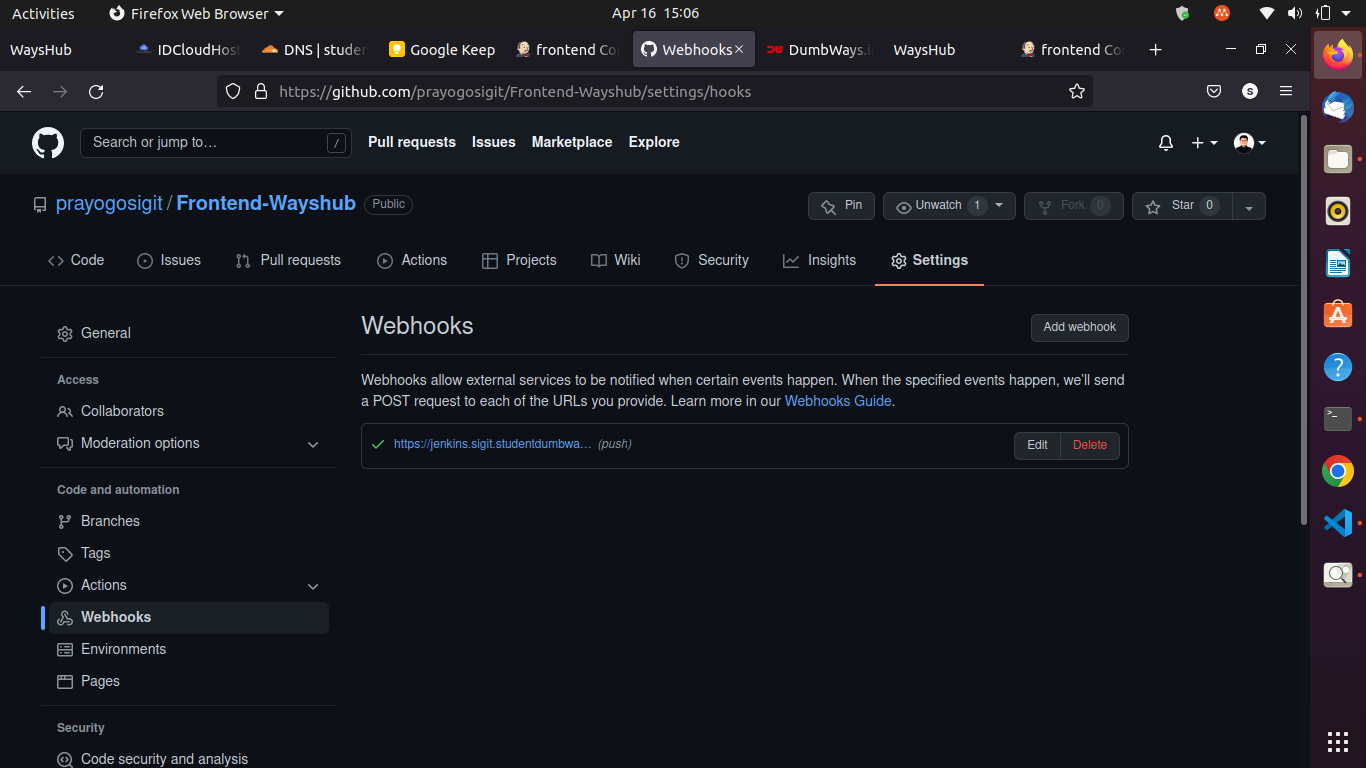 Activities Firefox Web Browser Apr 16 15:06
WaysHub IDCloudHost DNS | studen Google Keep frontend Co Webhooks DumbWays.i WaysHub frontend Co
https://github.com/prayogosigit/Frontend-Wayshub/settings/hooks S
Search or jump to… / Pull requests Issues Marketplace Explore
prayogosigit / Frontend-Wayshub Public Pin Unwatch 1 Fork 0 Star 0
Code Issues Pull requests Actions Projects Wiki Security Insights Settings
General
Access
Collaborators
Moderation options
Code and automation
Branches
Tags
Actions
Webhooks
Environments
Pages
Security
Code security and analysis
Webhooks Add webhook
Webhooks allow external services to be notified when certain events happen. When the specified events happen, we'll send
a POST request to each of the URLs you provide. Learn more in our Webhooks Guide.
https://jenkins.sigit.studentdumbwa… (push) Edit Delete